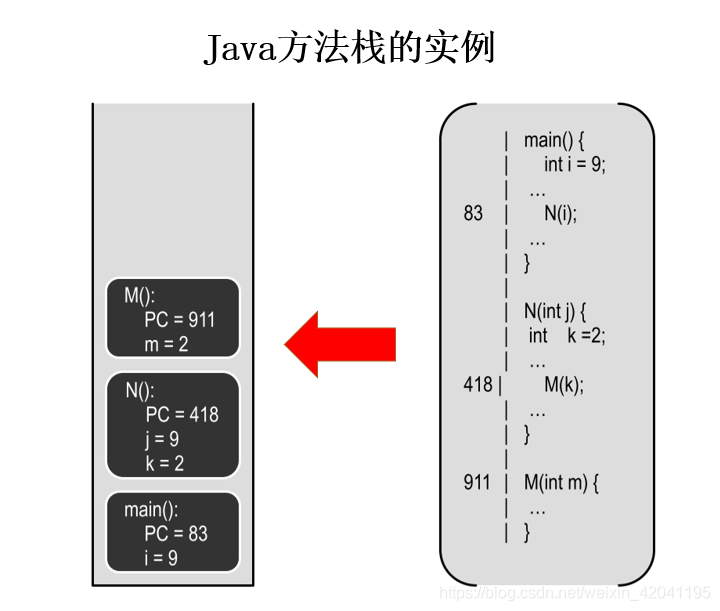 Java方法栈的实例
M():
PC = 911
m = 2
N():
PC = 418
j = 9
k = 2
main():
PC = 83
i = 9
| main() {
| int i = 9;
| ...
83 | N(i);
| ...
| }
|
| N(int j) {
| int k =2;
| ...
418 | M(k);
| ...
| }
|
911 | M(int m) {
| ...
| }
https://blog.csdn.net/weixin_42041195